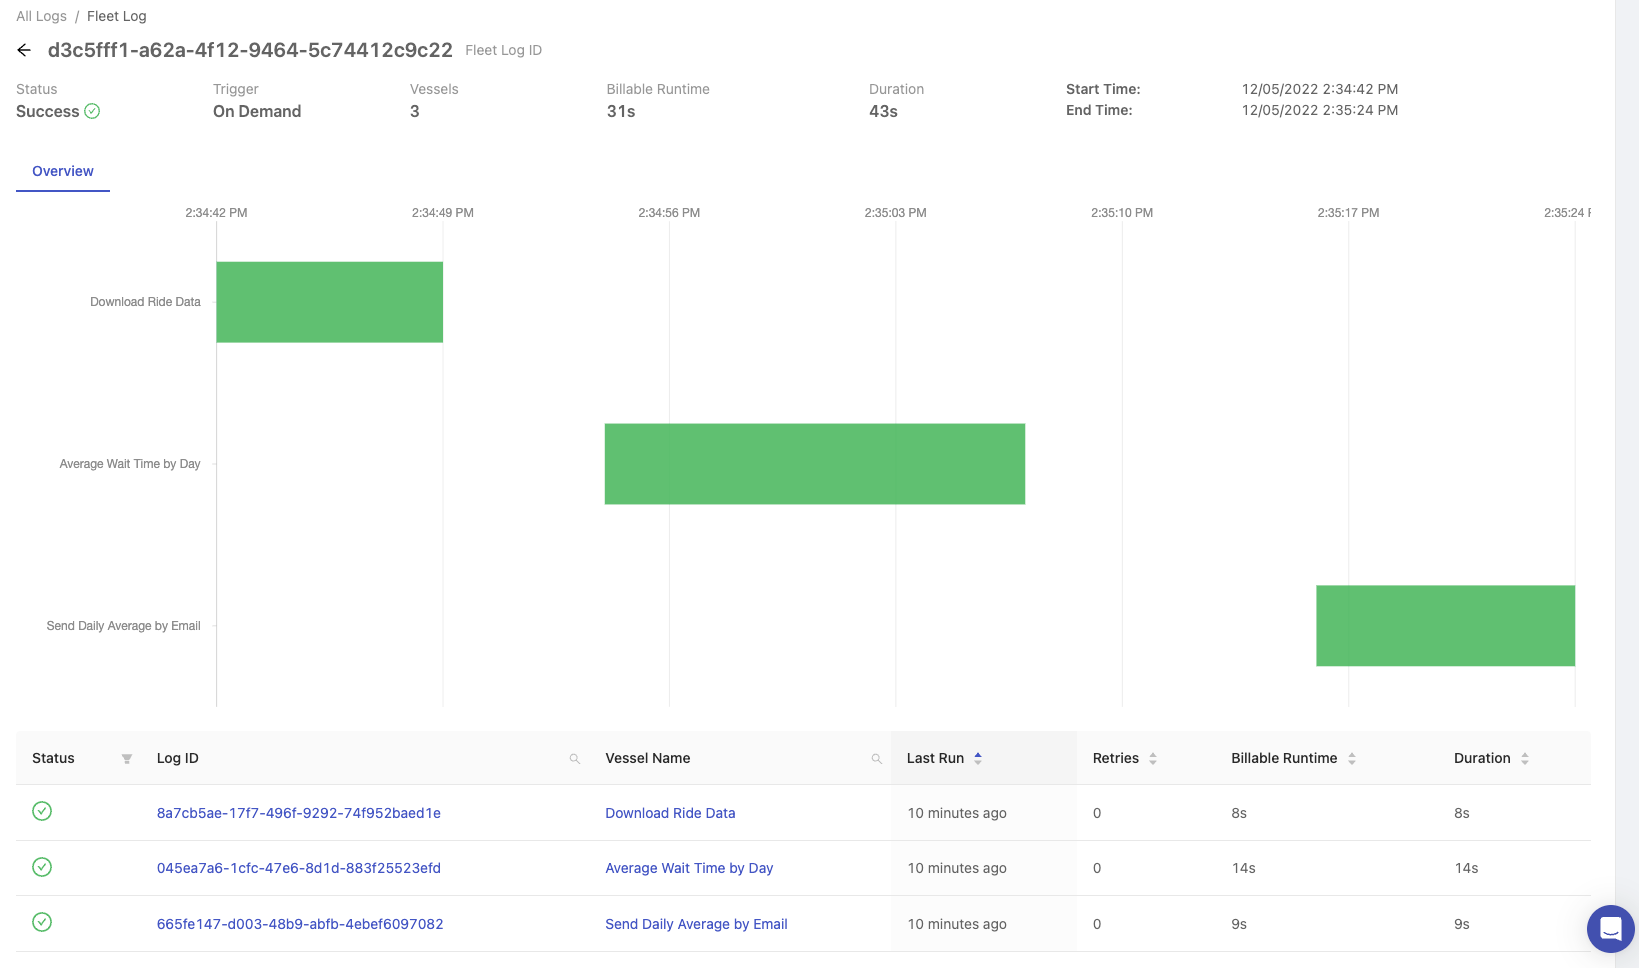 All Logs / Fleet Log
d3c5fff1-a62a-4f12-9464-5c74412c9c22 Fleet Log ID
Status Trigger Vessels Billable Runtime Duration Start Time: 12/05/2022 2:34:42 PM
Success On Demand 3 31s 43s End Time: 12/05/2022 2:35:24 PM
Overview
2:34:42 PM 2:34:49 PM 2:34:56 PM 2:35:03 PM 2:35:10 PM 2:35:17 PM 2:35:24
Download Ride Data
Average Wait Time by Day
Send Daily Average by Email
Status Log ID Vessel Name Last Run Retries Billable Runtime Duration
8a7cb5ae-17f7-496f-9292-74f952baed1e Download Ride Data 10 minutes ago 0 8s 8s
045ea7a6-1cfc-47e6-8d1d-883f25523efd Average Wait Time by Day 10 minutes ago 0 14s 14s
665fe147-d003-48b9-abfb-4ebef6097082 Send Daily Average by Email 10 minutes ago 0 9s 9s